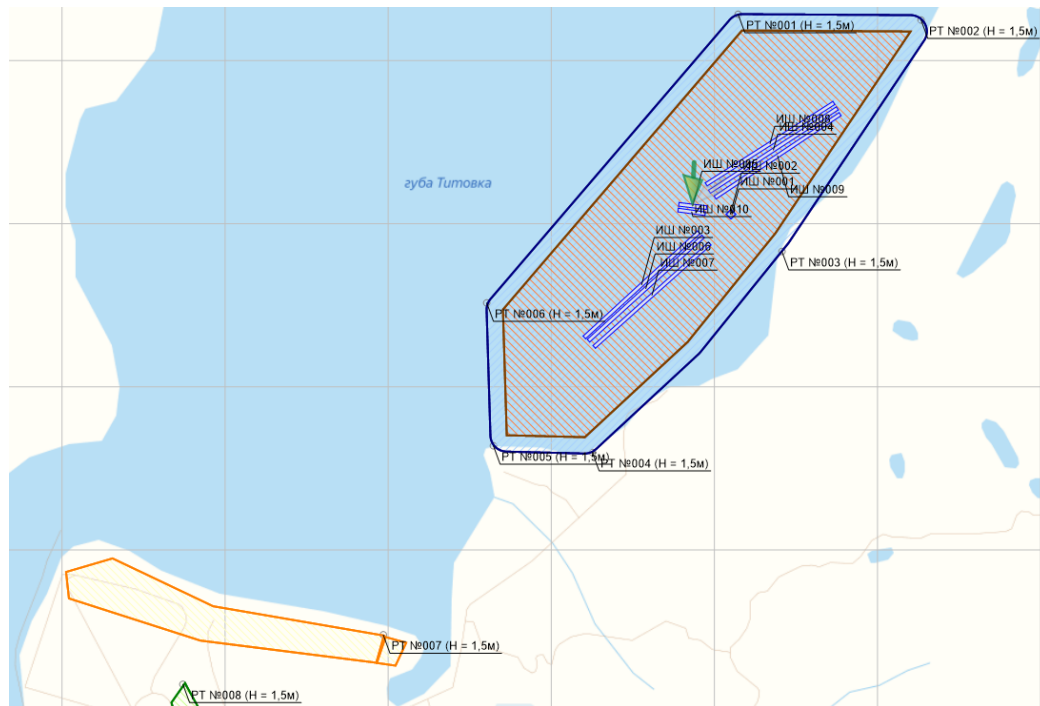 РТ №001 (Н = 1,5м)
РТ №002 (Н = 1,5м)
ИШ №008
ИШ №004
ИШ №002
ИШ №001
ИШ №009
губа Титовка
ИШ №010
ИШ №003
ИШ №006
ИШ №007
РТ №003 (Н = 1,5м)
РТ №006 (Н = 1,5м)
РТ №005 (Н = 1,5м)
РТ №004 (Н = 1,5м)
РТ №007 (Н = 1,5м)
РТ №008 (Н = 1,5м)